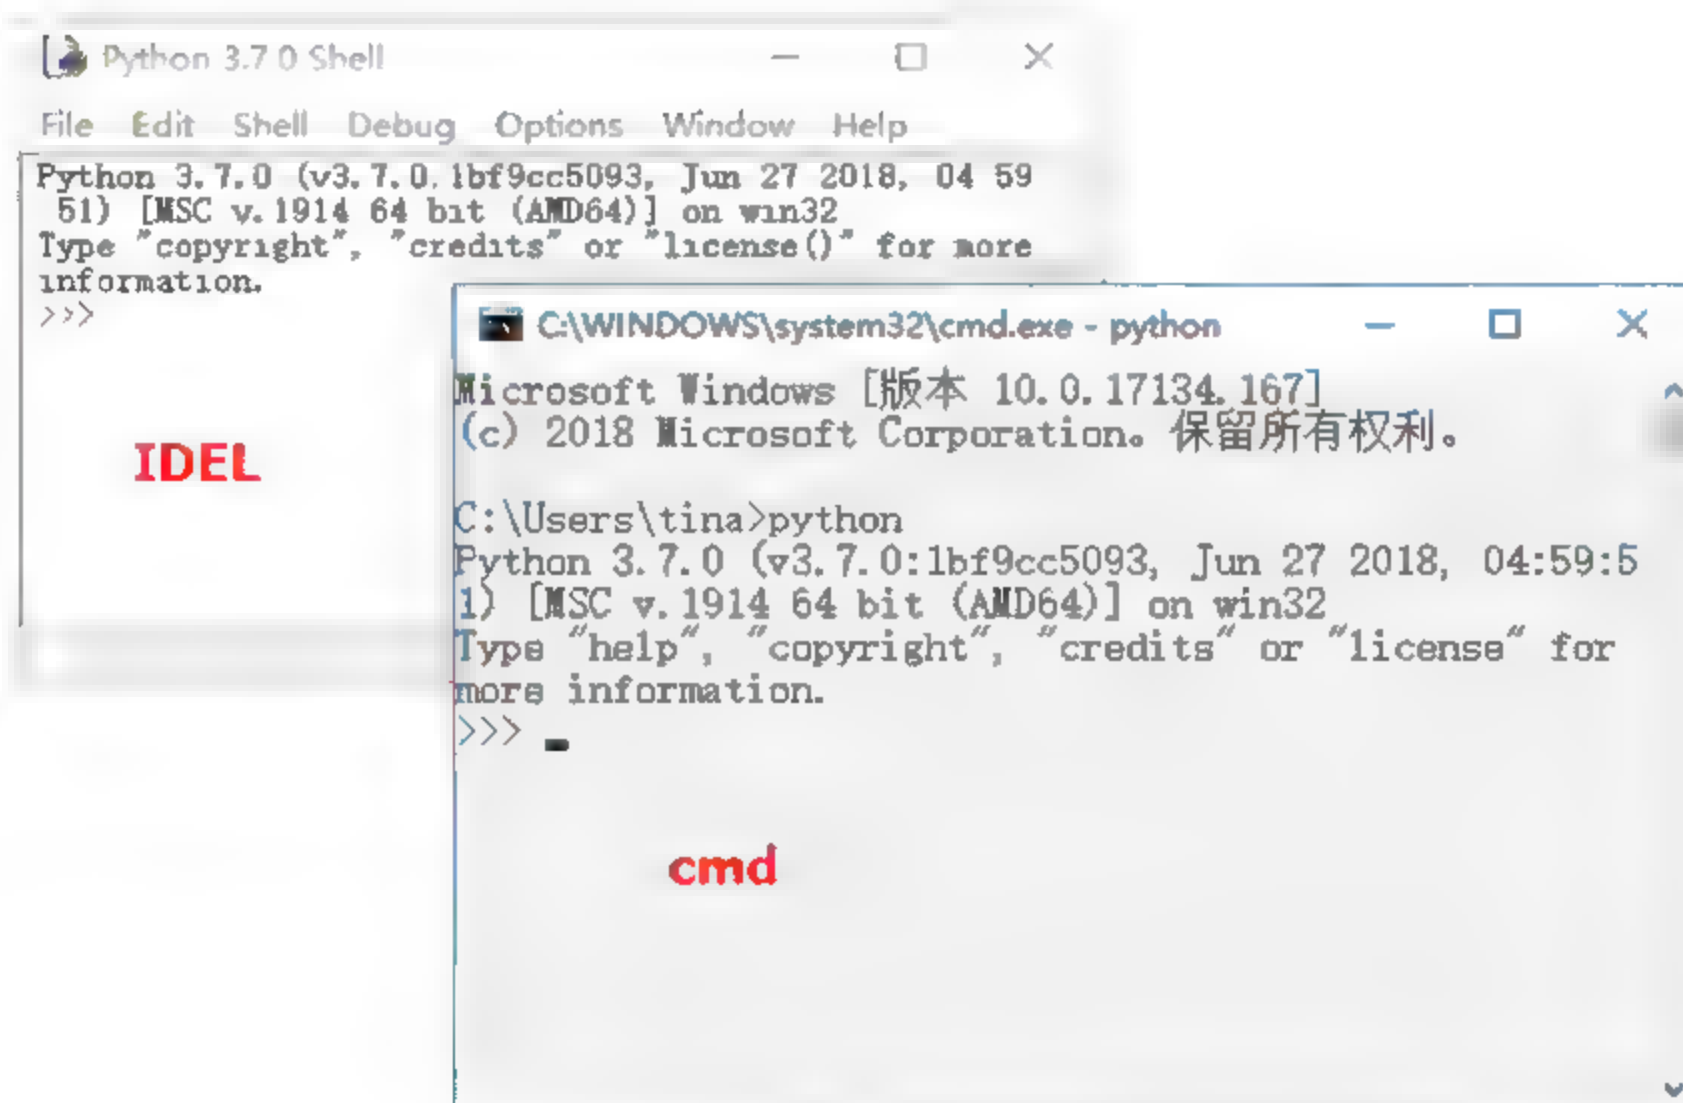 Python 3.7 0 Shell
File Edit Shell Debug Options Window Help
Python 3.7.0 (v3.7.0.1bf9cc5093, Jun 27 2018, 04 59
51) [MSC v.1914 64 bit (AMD64)] on win32
Type "copyright", "credits" or "license()" for more
information.
>>>
IDEL
C:\WINDOWS\system32\cmd.exe - python
Microsoft Windows [版本 10.0.17134.167]
(c) 2018 Microsoft Corporation。保留所有权利。
C:\Users\tina>python
Python 3.7.0 (v3.7.0:1bf9cc5093, Jun 27 2018, 04:59:5
1) [MSC v.1914 64 bit (AMD64)] on win32
Type "help", "copyright", "credits" or "license" for
more information.
>>> _
cmd